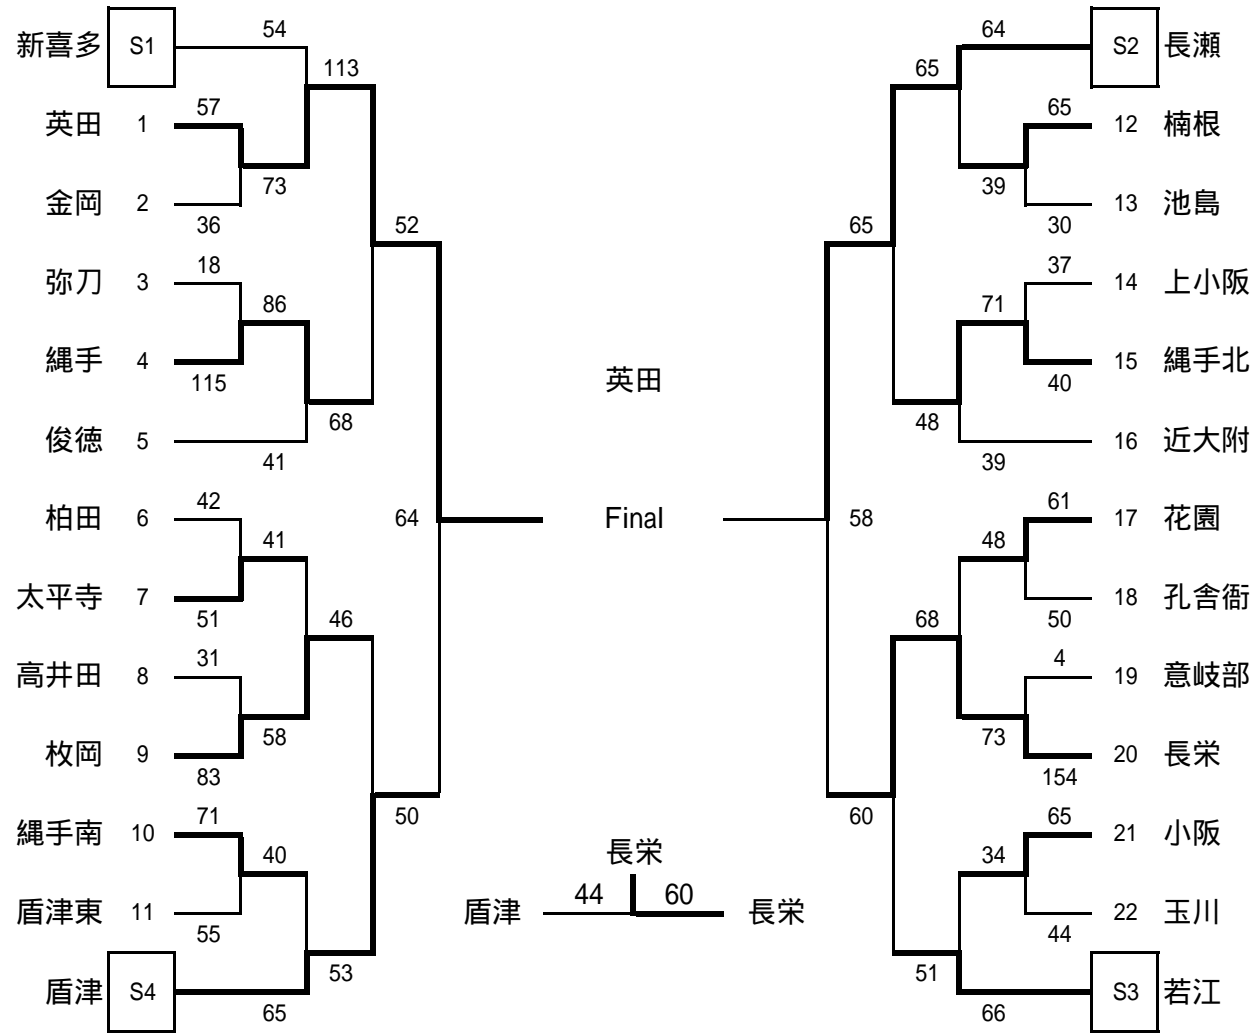 新喜多 S1 54
113
英田 1 57
73
金岡 2 36
52
弥刀 3 18
86
縄手 4 115
68
俊徳 5 41
64
柏田 6 42
41
太平寺 7 51
46
高井田 8 31
58
枚岡 9 83
50
縄手南 10 71
40
盾津東 11 55
53
盾津 S4 65
英田
Final
長栄
盾津 44 60 長栄
64 S2 長瀬
65
65 12 楠根
39
30 13 池島
65
37 14 上小阪
71
40 15 縄手北
48
39 16 近大附
58
61 17 花園
48
50 18 孔舎衙
68
4 19 意岐部
73
154 20 長栄
60
65 21 小阪
34
44 22 玉川
51
66 S3 若江